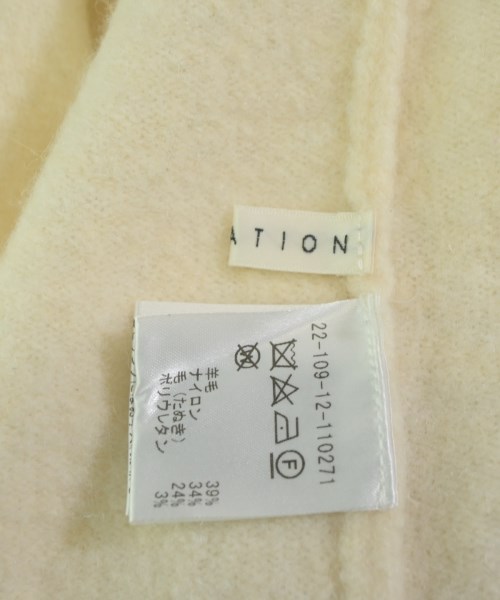 ATION
22-109-12-110271
羊毛 39%
ナイロン 34%
毛(たぬき) 24%
ポリウレタン 3%
F